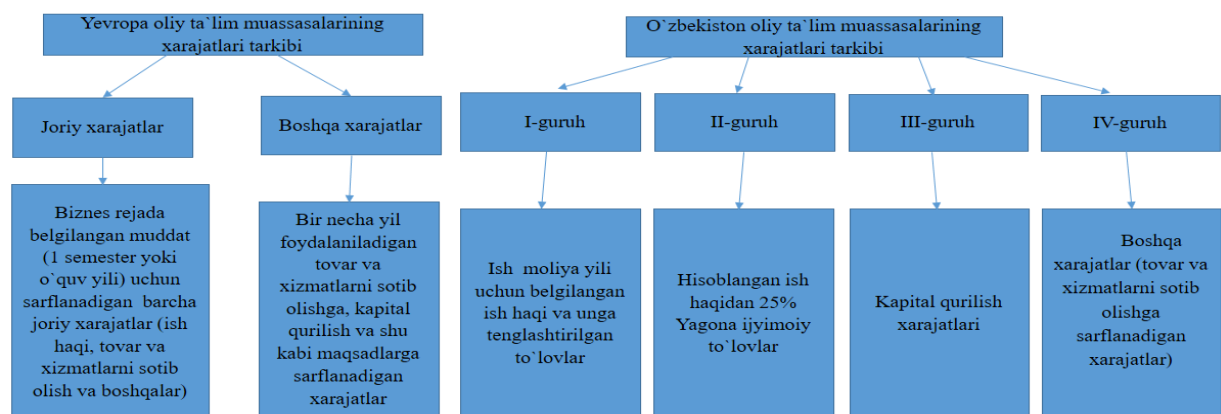 Yevropa oliy ta`lim muassasalarining
xarajatlari tarkibi
Joriy xarajatlar
Boshqa xarajatlar
Biznes rejada
belgilangan muddat
(1 semester yoki
o`quv yili) uchun
sarflanadigan barcha
joriy xarajatlar (ish
haqi, tovar va
xizmatlarni sotib
olish va boshqalar)
Bir necha yil
foydalaniladigan
tovar va
xizmatlarni sotib
olishga, kapital
qurilish va shu
kabi maqsadlarga
sarflanadigan
xarajatlar
O`zbekiston oliy ta`lim muassasalarining
xarajatlari tarkibi
I-guruh
II-guruh
III-guruh
IV-guruh
Ish moliya yili
uchun belgilangan
ish haqi va unga
tenglashtirilgan
to`lovlar
Hisoblangan ish
haqidan 25%
Yagona ijyimoiy
to`lovlar
Kapital qurilish
xarajatlari
Boshqa
xarajatlar (tovar va
xizmatlarni sotib
olishga
sarflanadigan
xarajatlar)